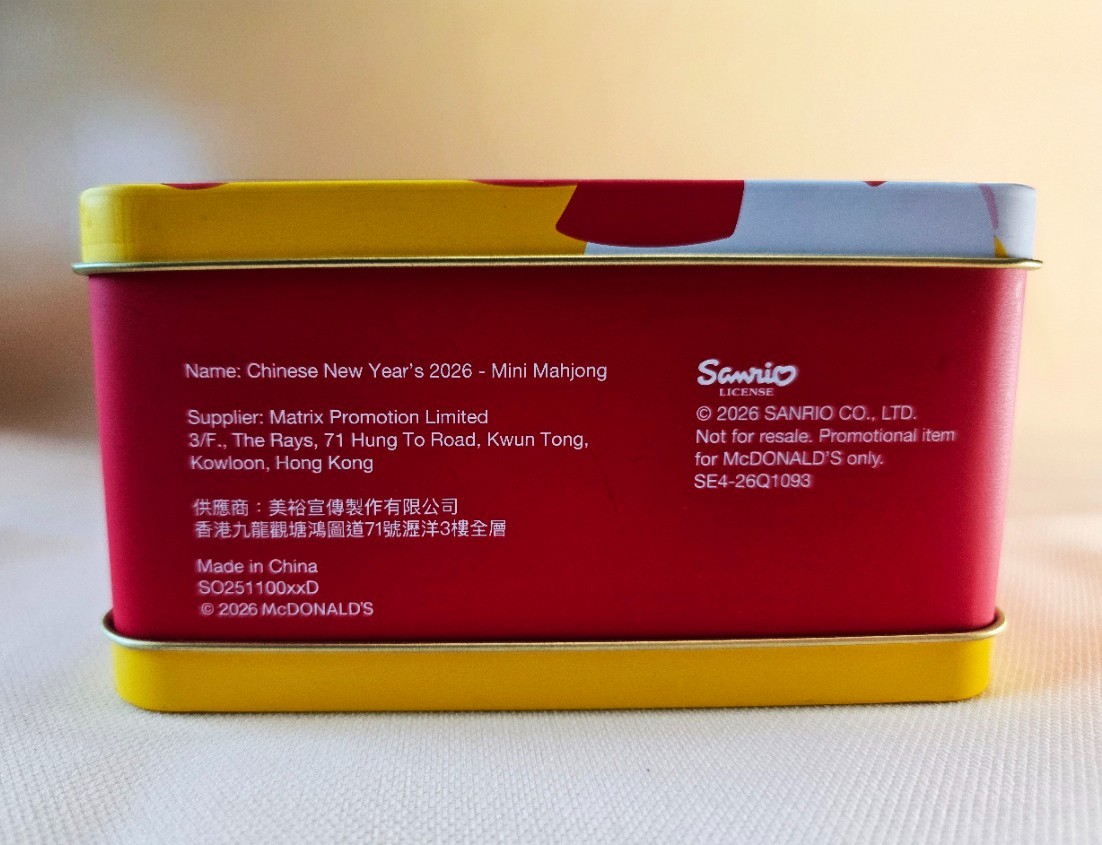 Name: Chinese New Year’s 2026 - Mini Mahjong
Supplier: Matrix Promotion Limited
3/F., The Rays, 71 Hung To Road, Kwun Tong,
Kowloon, Hong Kong
供應商：美裕宣傳製作有限公司
香港九龍觀塘鴻圖道71號瀝洋3樓全層
Made in China
SO251100xxD
© 2026 McDONALD’S
Sanrio
LICENSE
© 2026 SANRIO CO., LTD.
Not for resale. Promotional item
for McDONALD’S only.
SE4-26Q1093